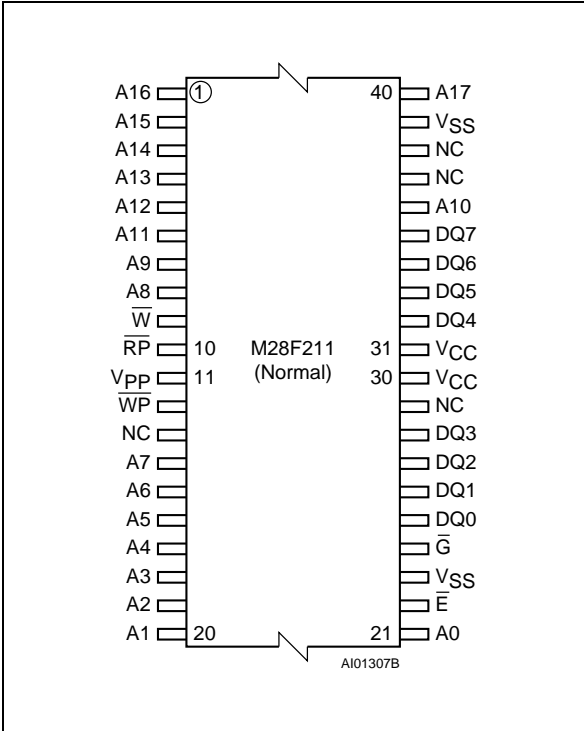 A16 ① 40 A17
A15 VSS
A14 NC
A13 NC
A12 A10
A11 DQ7
A9 DQ6
A8 DQ5
W̅ DQ4
R̅P̅ 10 M28F211 31 VCC
VPP 11 (Normal) 30 VCC
W̅P̅ NC
NC DQ3
A7 DQ2
A6 DQ1
A5 DQ0
A4 G̅
A3 VSS
A2 E̅
A1 20 21 A0
AI01307B